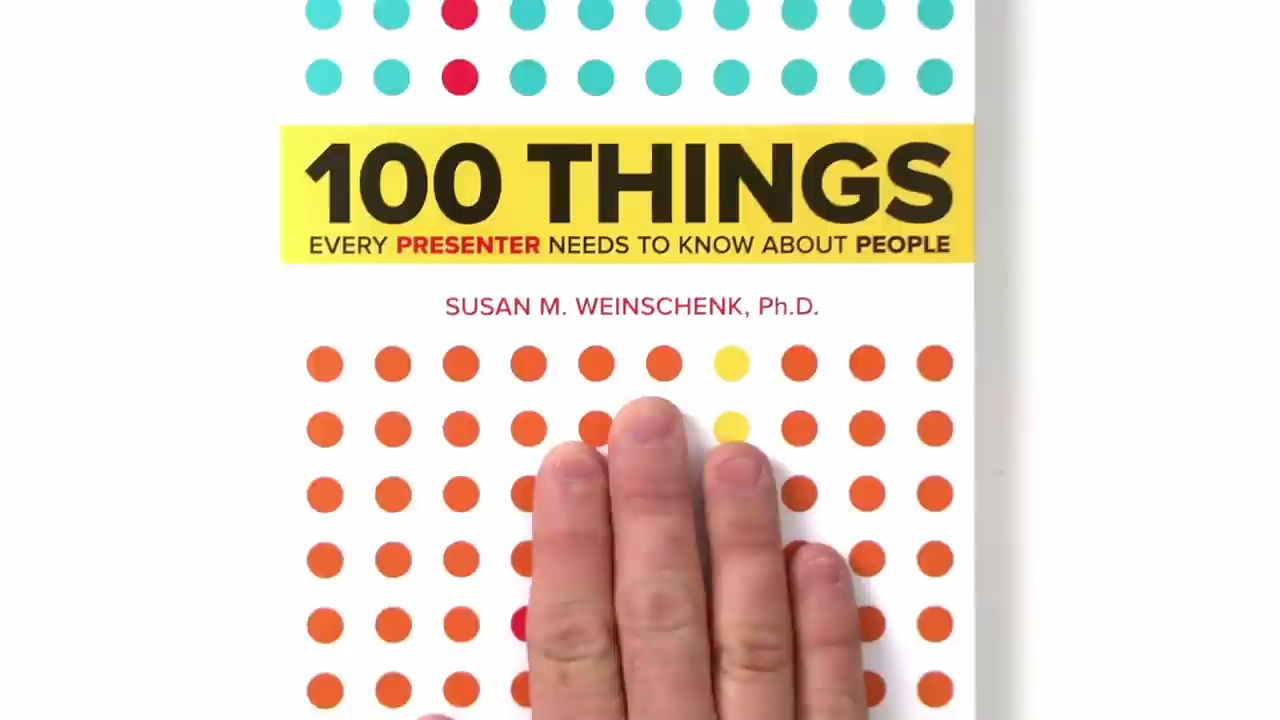 100 THINGS
EVERY PRESENTER NEEDS TO KNOW ABOUT PEOPLE
SUSAN M. WEINSCHENK, Ph.D.